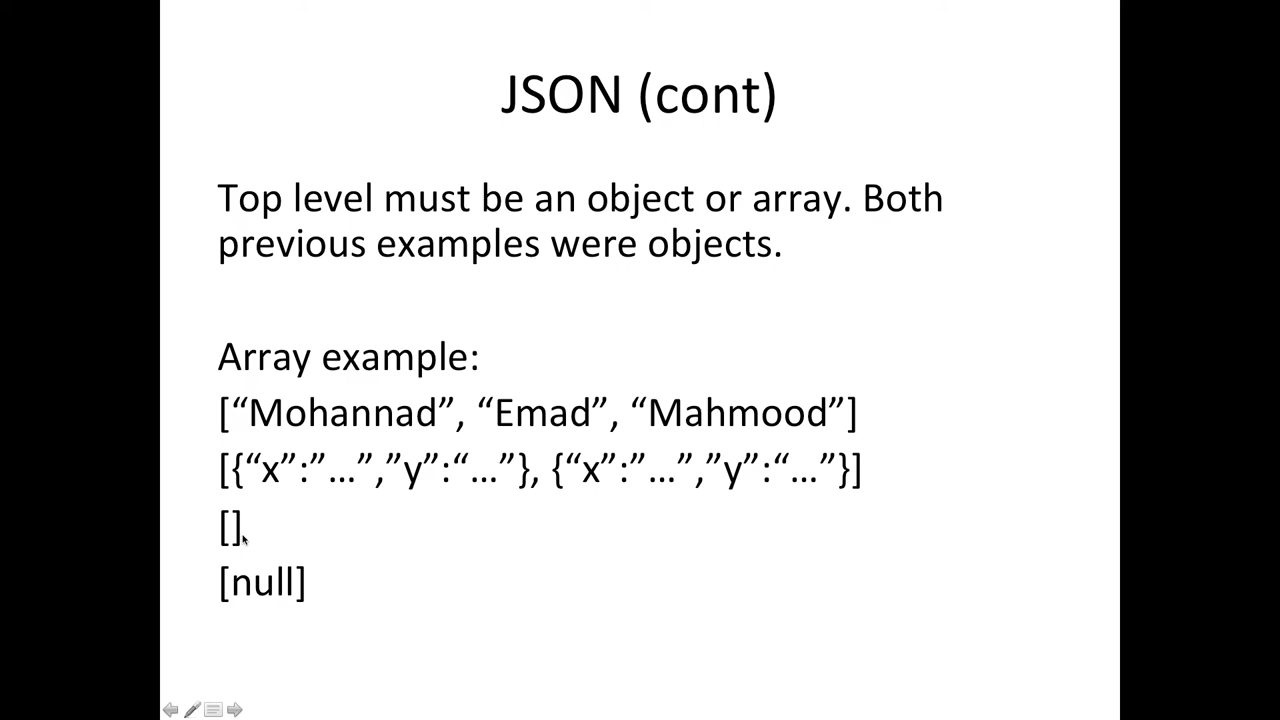 JSON (cont)
Top level must be an object or array. Both
previous examples were objects.
Array example:
[“Mohannad”, “Emad”, “Mahmood”]
[{“x”:”…”,”y”:“…”}, {“x”:”…”,”y”:“…”}]
[]
[null]